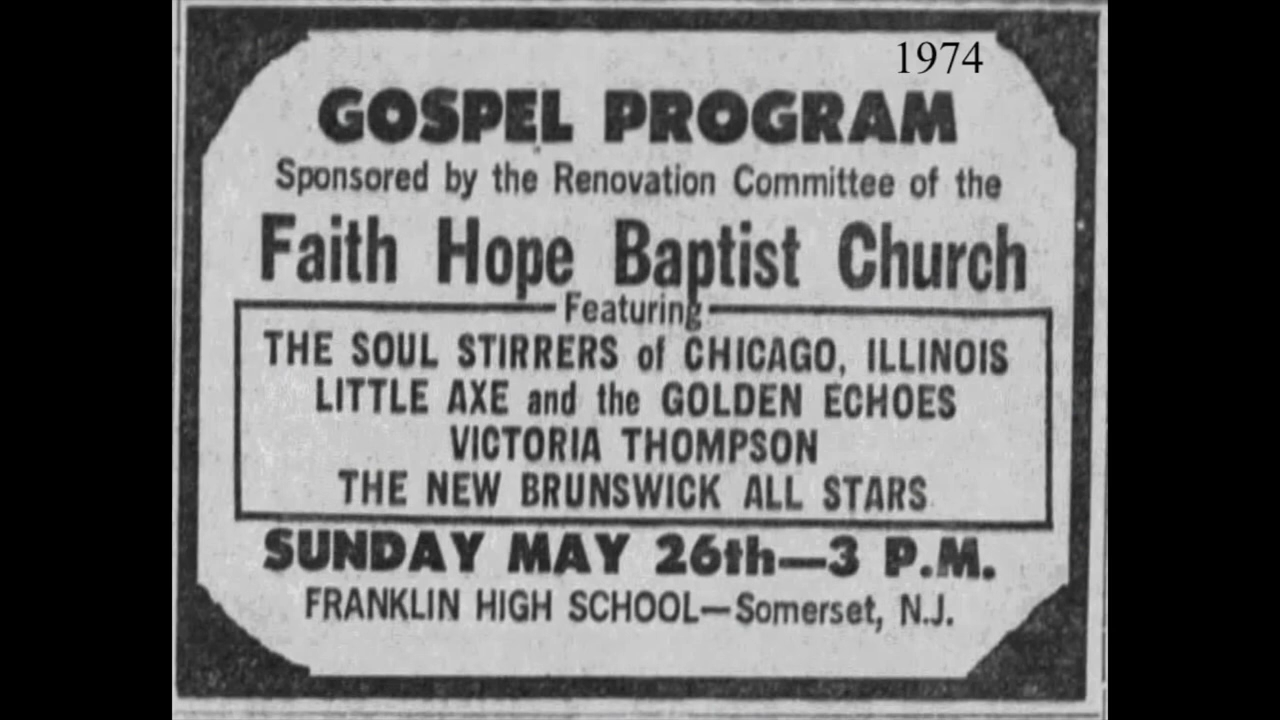 1974
GOSPEL PROGRAM
Sponsored by the Renovation Committee of the
Faith Hope Baptist Church
Featuring
THE SOUL STIRRERS of CHICAGO, ILLINOIS
LITTLE AXE and the GOLDEN ECHOES
VICTORIA THOMPSON
THE NEW BRUNSWICK ALL STARS
SUNDAY MAY 26th—3 P.M.
FRANKLIN HIGH SCHOOL—Somerset, N.J.